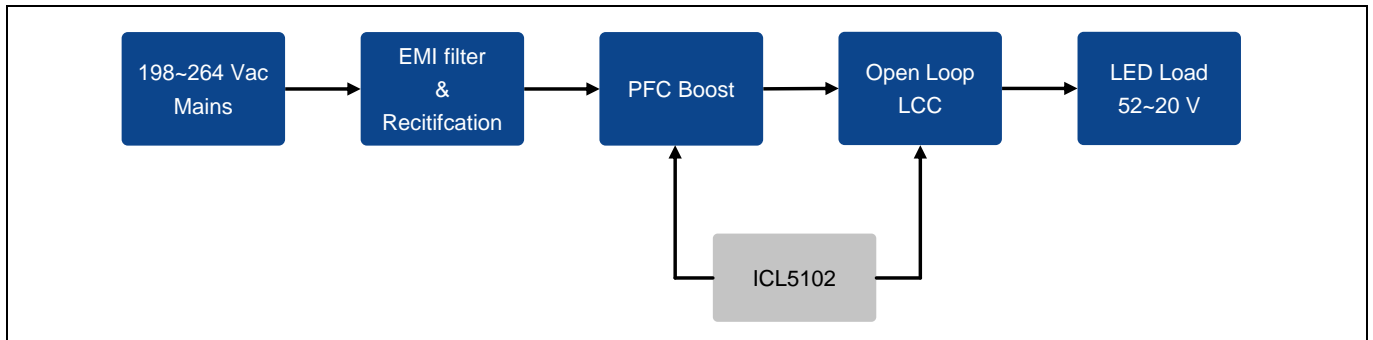 198~264 Vac
Mains
EMI filter
&
Recitifcation
PFC Boost
Open Loop
LCC
LED Load
52~20 V
ICL5102